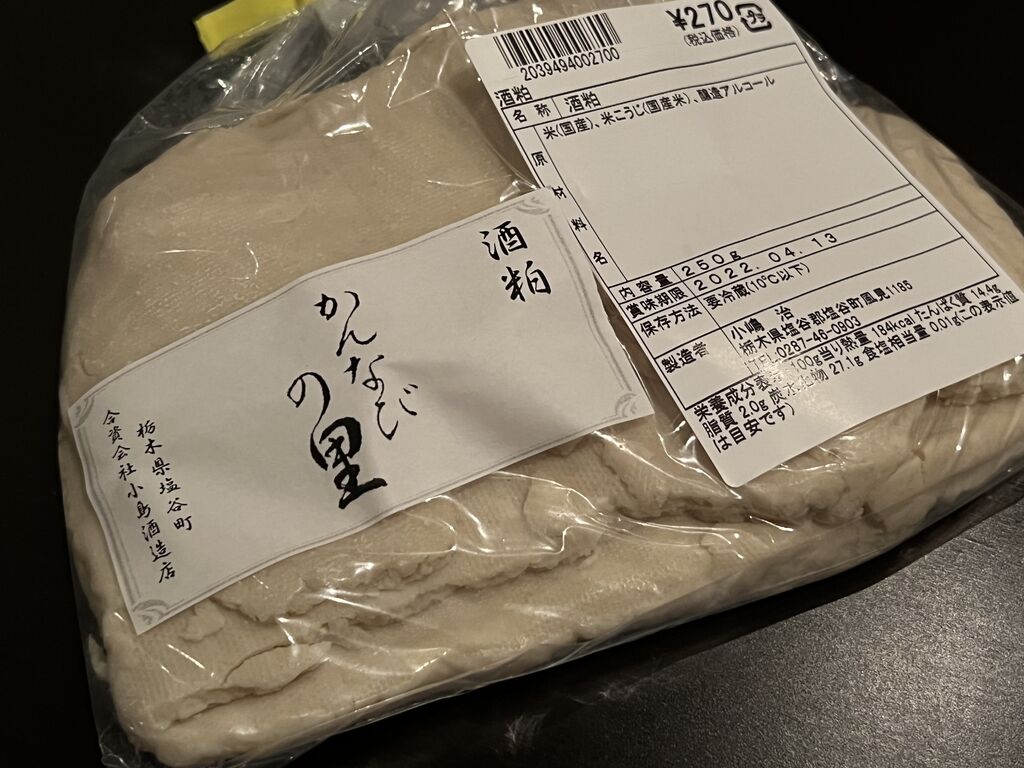 ¥270
(税込価格)
プラ
2039494002700
酒粕
名称 酒粕
原材料名 米(国産)、米こうじ(国産米)、醸造アルコール
内容量 250g
賞味期限 2022.04.13
保存方法 要冷蔵(10℃以下)
製造者 小嶋 治
栃木県塩谷郡塩谷町風見1185
TEL 0287-48-0903
栄養成分表示 100g当り熱量 184kcal たんぱく質 14.4g
脂質 2.0g 炭水化物 27.1g 食塩相当量 0.01g(この表示値
は目安です)
酒粕
かんなびの里
栃木県塩谷町
合資会社小島酒造店